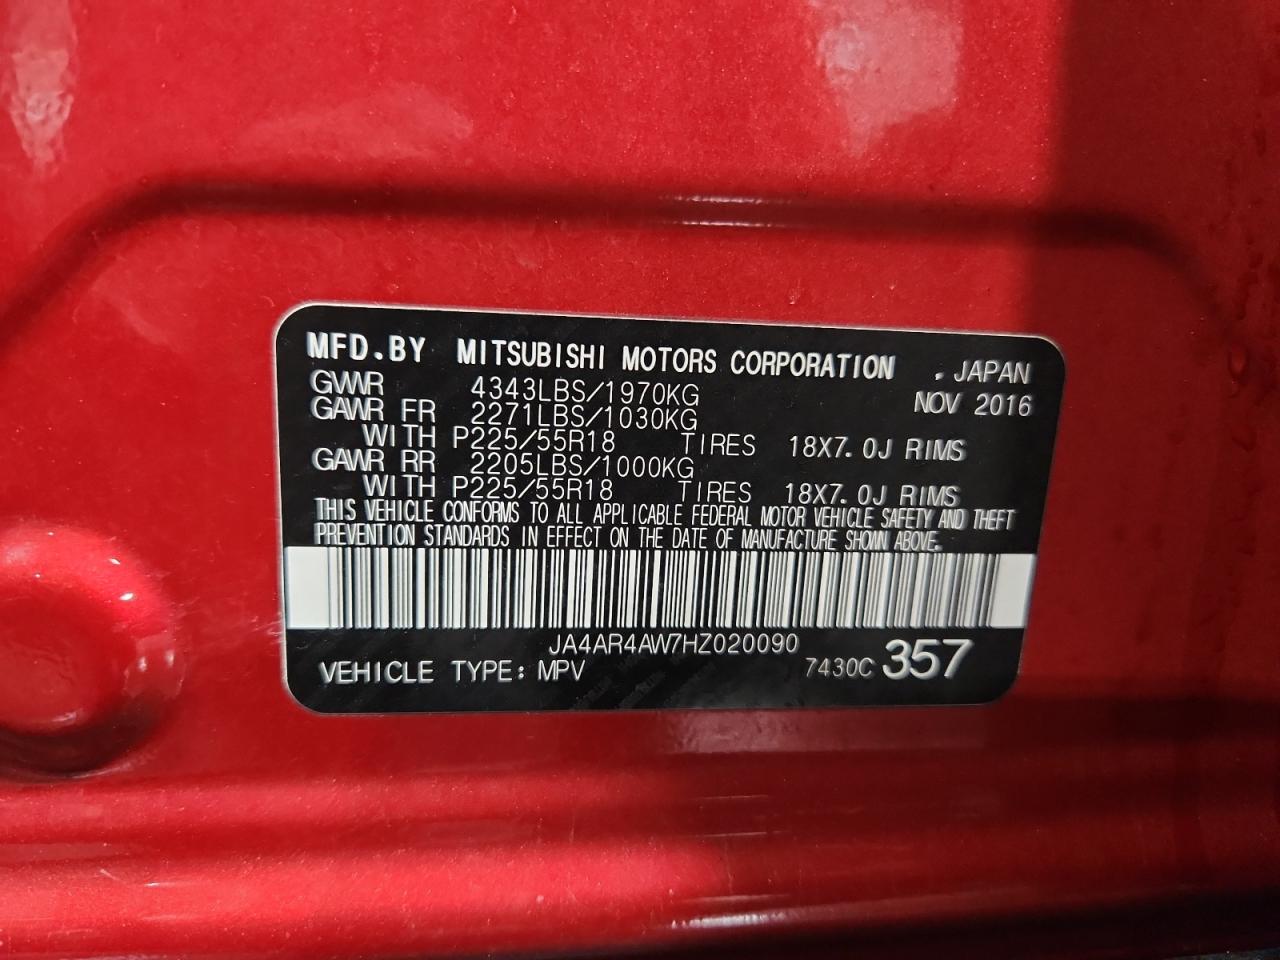 MFD.BY MITSUBISHI MOTORS CORPORATION . JAPAN
GVWR 4343LBS/1970KG NOV 2016
GAWR FR 2271LBS/1030KG
WITH P225/55R18 TIRES 18X7.0J RIMS
GAWR RR 2205LBS/1000KG
WITH P225/55R18 TIRES 18X7.0J RIMS
THIS VEHICLE CONFORMS TO ALL APPLICABLE FEDERAL MOTOR VEHICLE SAFETY AND THEFT
PREVENTION STANDARDS IN EFFECT ON THE DATE OF MANUFACTURE SHOWN ABOVE.
JA4AR4AW7HZ020090
VEHICLE TYPE: MPV 7430C 357